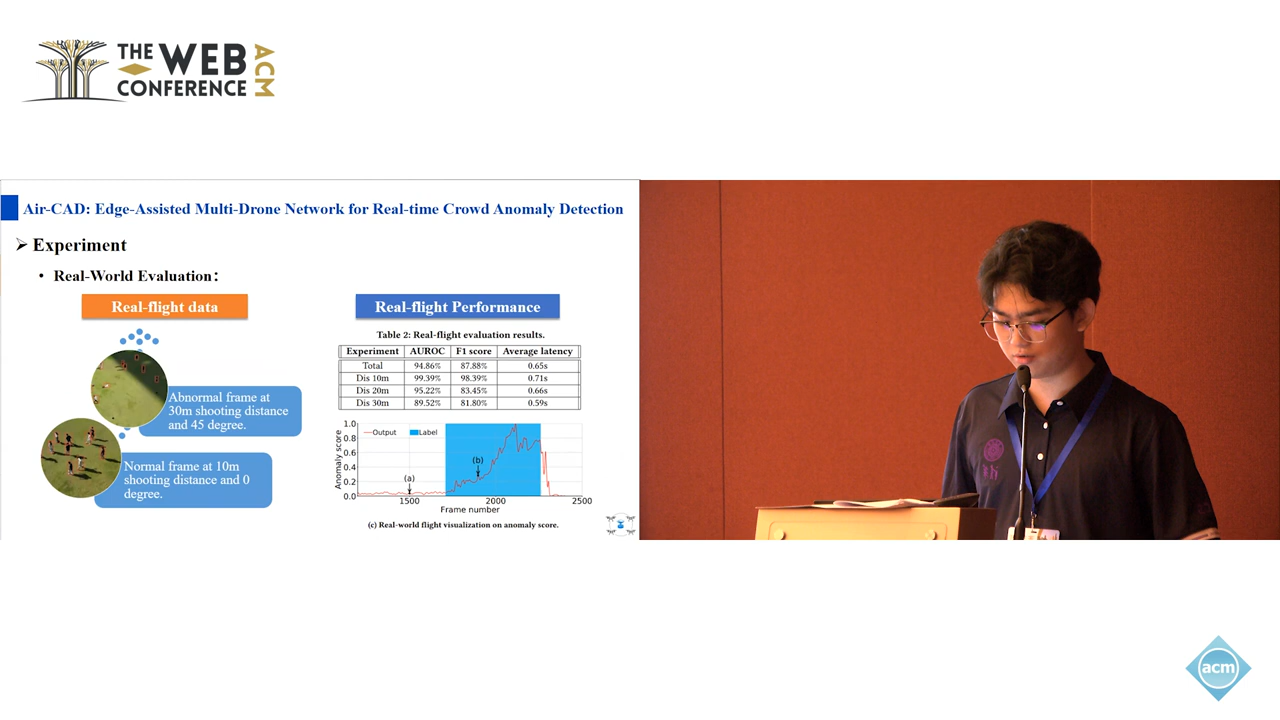 THE WEB
CONFERENCE
ACM
Air-CAD: Edge-Assisted Multi-Drone Network for Real-time Crowd Anomaly Detection
➢ Experiment
• Real-World Evaluation：
Real-flight data
Abnormal frame at
30m shooting distance
and 45 degree.
Normal frame at 10m
shooting distance and 0
degree.
Real-flight Performance
Table 2: Real-flight evaluation results.
Experiment AUROC F1 score Average latency
Total 94.86% 87.88% 0.65s
Dis 10m 99.39% 98.39% 0.71s
Dis 20m 95.22% 83.45% 0.66s
Dis 30m 89.52% 81.80% 0.59s
Anomaly score
1.0
0.8
0.6
0.4
0.2
0.0
Output Label
(a)
(b)
1500 2000 2500
Frame number
(c) Real-world flight visualization on anomaly score.
acm